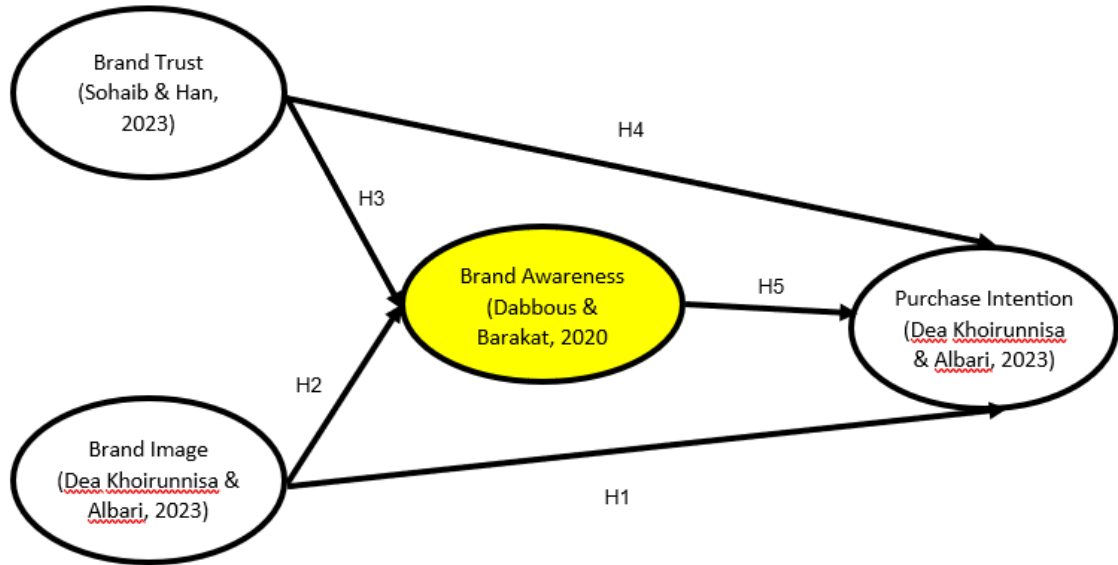 Brand Trust
(Sohaib & Han,
2023)
H4
H3
Brand Awareness
(Dabbous &
Barakat, 2020
H5
Purchase Intention
(Dea Khoirunnisa
& Albari, 2023)
H2
Brand Image
(Dea Khoirunnisa &
Albari, 2023)
H1